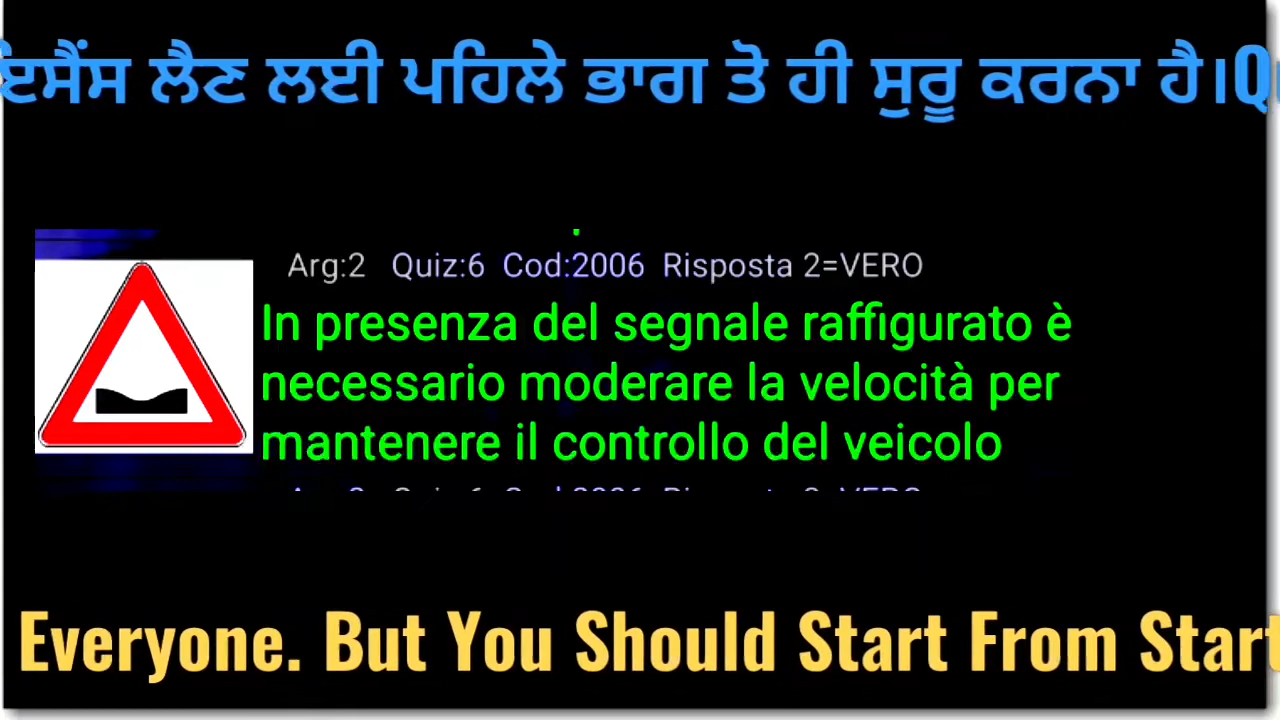 ਲੈਣ ਲਈ ਪਹਿਲੇ ਭਾਗ ਤੋ ਹੀ ਸੁਰੂ ਕਰਨਾ ਹੈ।
Arg:2 Quiz:6 Cod:2006 Risposta 2=VERO
In presenza del segnale raffigurato è
necessario moderare la velocità per
mantenere il controllo del veicolo
Everyone. But You Should Start From Start